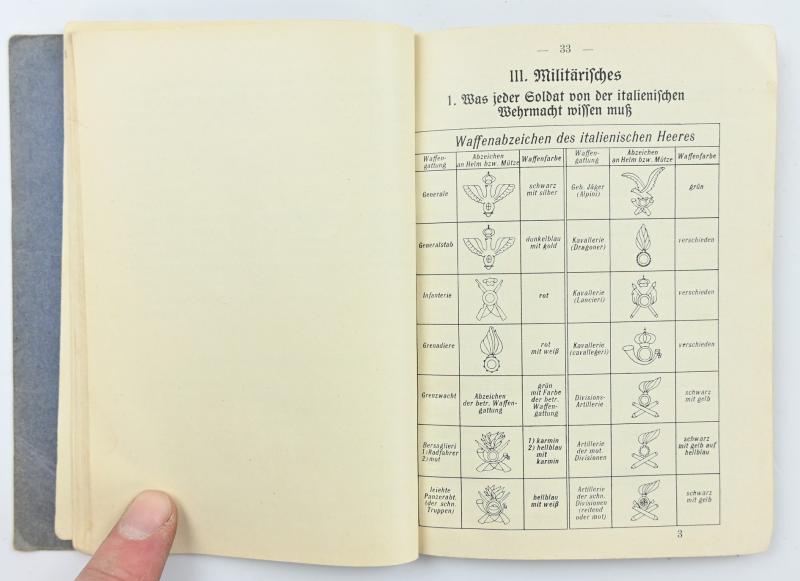 — 33 —
III. Militärisches
1. Was jeder Soldat von der italienischen
Wehrmacht wissen muß
Waffenabzeichen des italienischen Heeres
Waffen-
gattung
Abzeichen
an Helm bzw. Mütze
Waffenfarbe
Waffen-
gattung
Abzeichen
an Helm bzw. Mütze
Waffenfarbe
Generale
schwarz
mit silber
Geb. Jäger
(Alpini)
grün
Generalstab
dunkelblau
mit gold
Kavallerie
(Dragoner)
verschieden
Infanterie
rot
Kavallerie
(Lancieri)
verschieden
Grenadiere
rot
mit weiß
Kavallerie
(cavallegeri)
verschieden
Grenzwacht
Abzeichen
der betr. Waffen-
gattung
grün
mit Farbe
der betr.
Waffen-
gattung
Divisions-
Artillerie
schwarz
mit gelb
Bersaglieri
1) Radfahrer
2) mot
1) karmin
2) hellblau
mit
karmin
Artillerie
der mot.
Divisionen
schwarz
mit gelb auf
hellblau
leichte
Panzerabt.
(der schn.
Truppen)
hellblau
mit weiß
Artillerie
der schn.
Divisionen
(reitend
oder mot)
schwarz
mit gelb
3